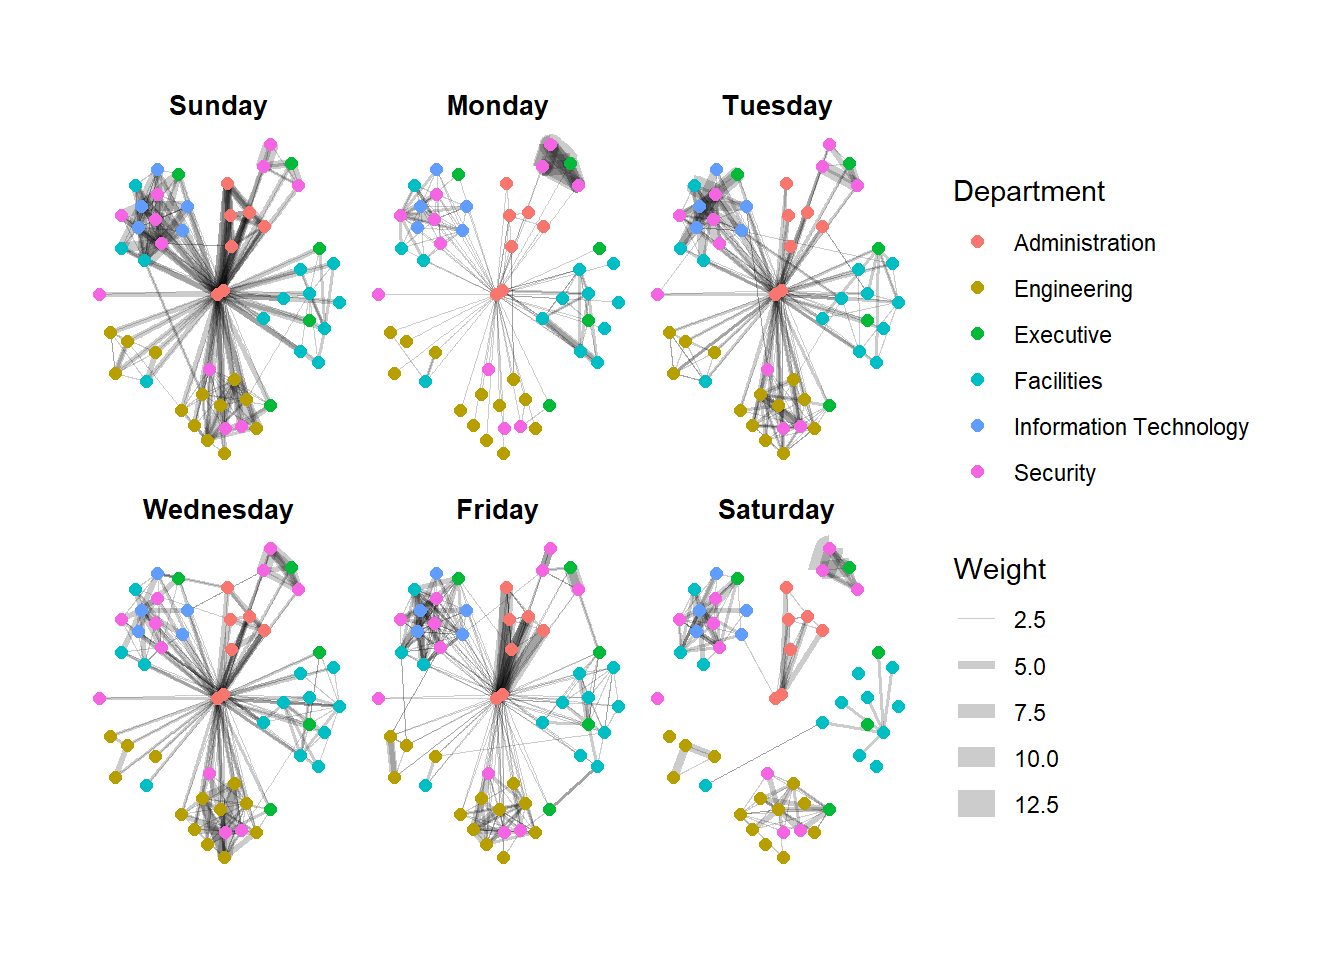 Sunday
Monday
Tuesday
Wednesday
Friday
Saturday
Department
Administration
Engineering
Executive
Facilities
Information Technology
Security
Weight
2.5
5.0
7.5
10.0
12.5